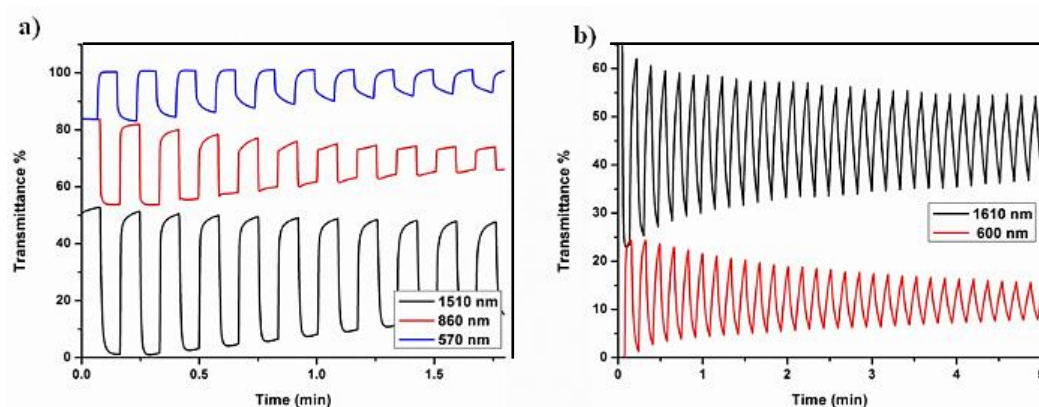 a)
100
80
60
40
20
0
Transmittance %
1510 nm
860 nm
570 nm
0.0 0.5 1.0 1.5
Time (min)
b)
60
50
40
30
20
10
0
Transmittance %
1610 nm
600 nm
0 1 2 3 4 5
Time (min)